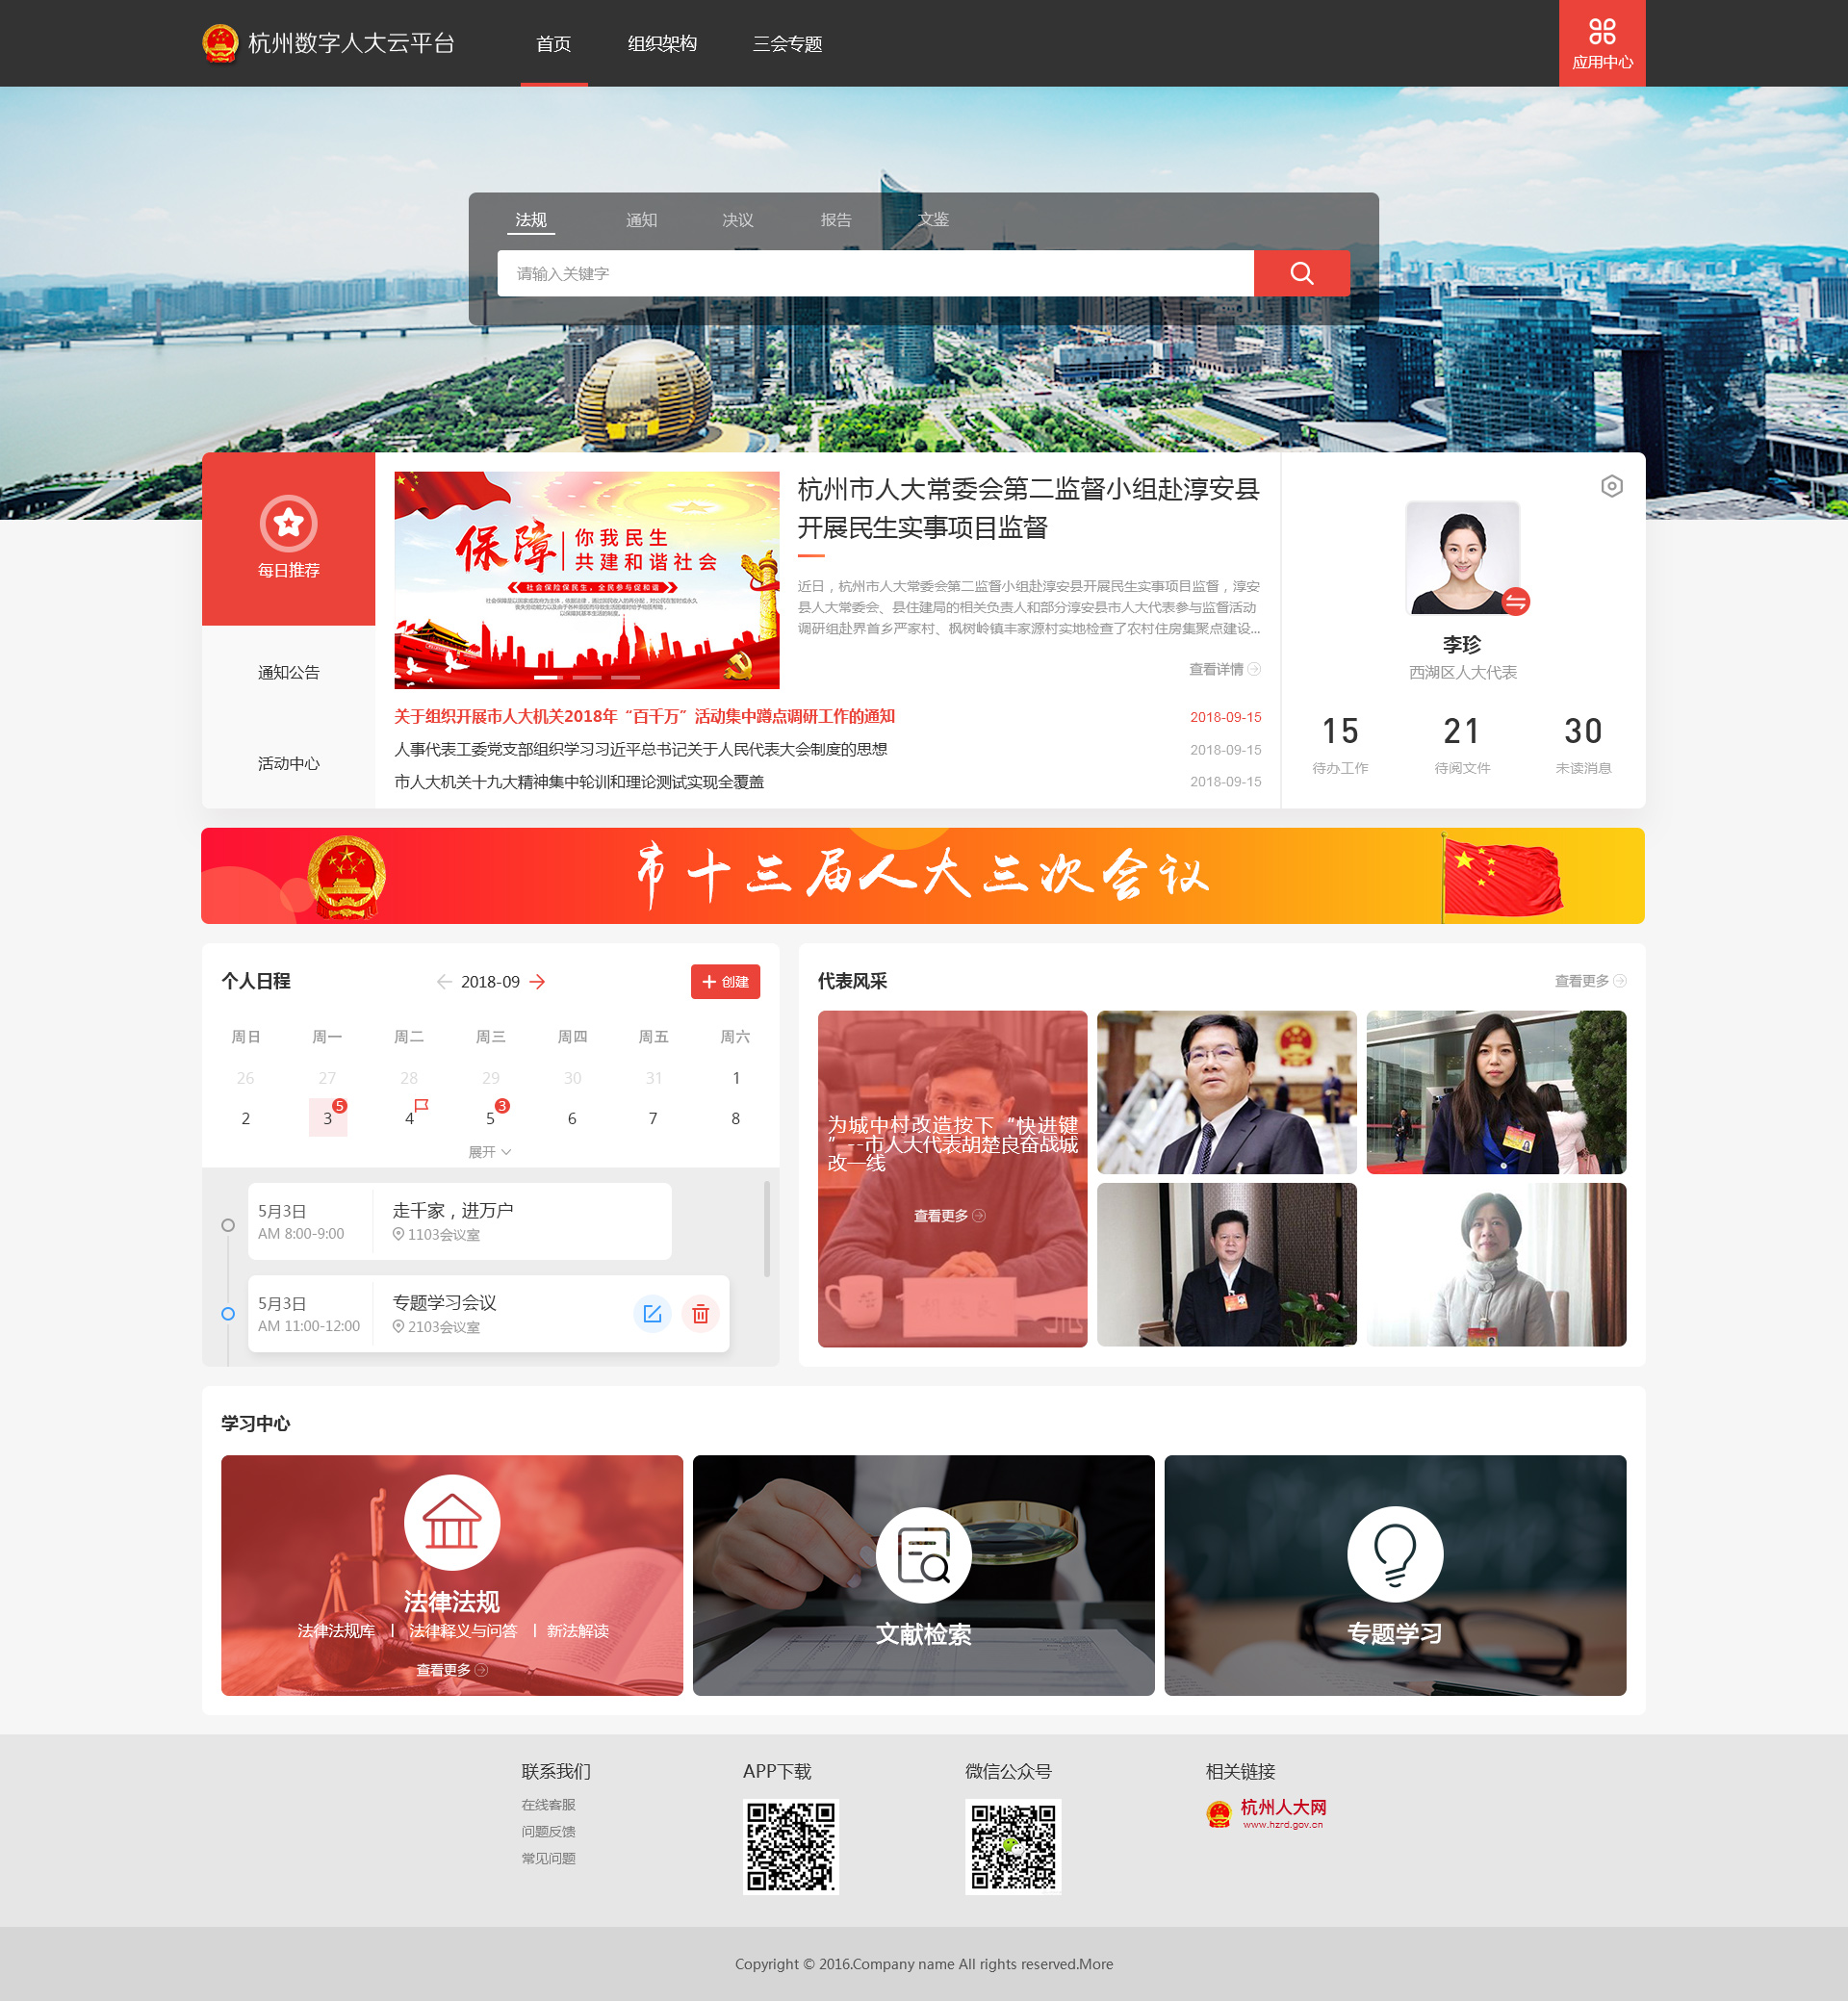 杭州数字人大云平台
首页
组织架构
三会专题
应用中心
法规
通知
决议
报告
文鉴
请输入关键字
每日推荐
通知公告
活动中心
保障
你我民生
共建和谐社会
社会保险保民生，全民参与促和谐
杭州市人大常委会第二监督小组赴淳安县
开展民生实事项目监督
近日，杭州市人大常委会第二监督小组赴淳安县开展民生实事项目监督，淳安
县人大常委会、县住建局的相关负责人和部分淳安县市人大代表参与监督活动
调研组赴界首乡严家村、枫树岭镇丰家源村实地检查了农村住房集聚点建设...
查看详情
关于组织开展市人大机关2018年“百千万”活动集中蹲点调研工作的通知
2018-09-15
人事代表工委党支部组织学习习近平总书记关于人民代表大会制度的思想
2018-09-15
市人大机关十九大精神集中轮训和理论测试实现全覆盖
2018-09-15
李珍
西湖区人大代表
15
21
30
待办工作
待阅文件
未读消息
市十三届人大三次会议
个人日程
2018-09
创建
周日 周一 周二 周三 周四 周五 周六
26 27 28 29 30 31 1
2 3 5 4 5 3 6 7 8
展开
5月3日
AM 8:00-9:00
走千家，进万户
1103会议室
5月3日
AM 11:00-12:00
专题学习会议
2103会议室
代表风采
查看更多
为城中村改造按下“快进键
”--市人大代表胡楚良奋战城
改一线
查看更多
学习中心
法律法规
法律法规库 | 法律释义与问答 | 新法解读
查看更多
文献检索
专题学习
联系我们
在线客服
问题反馈
常见问题
APP下载
微信公众号
相关链接
杭州人大网
www.hzrd.gov.cn
Copyright © 2016.Company name All rights reserved.More